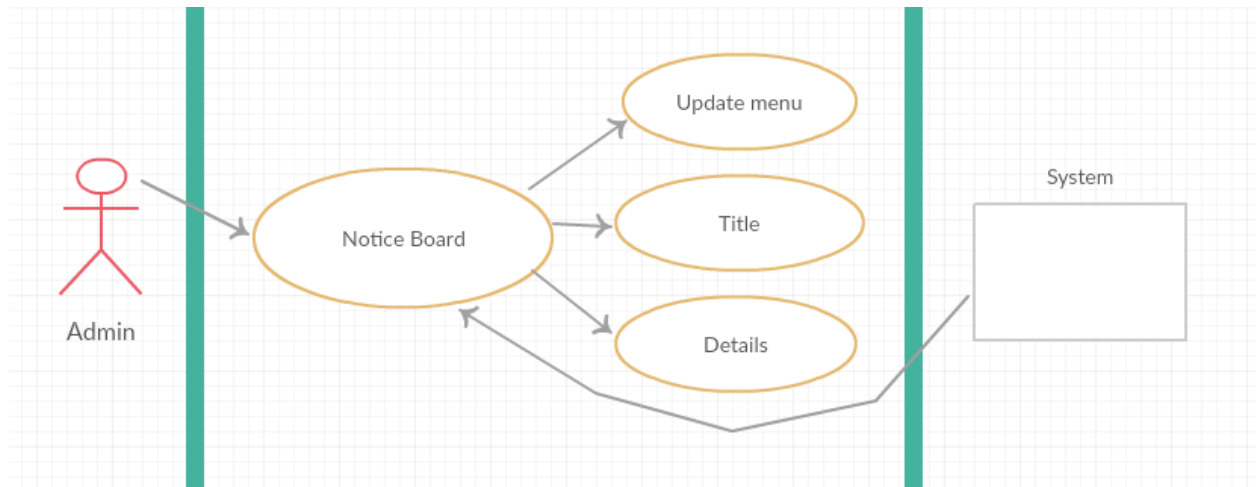 Update menu
System
Title
Notice Board
Admin
Details